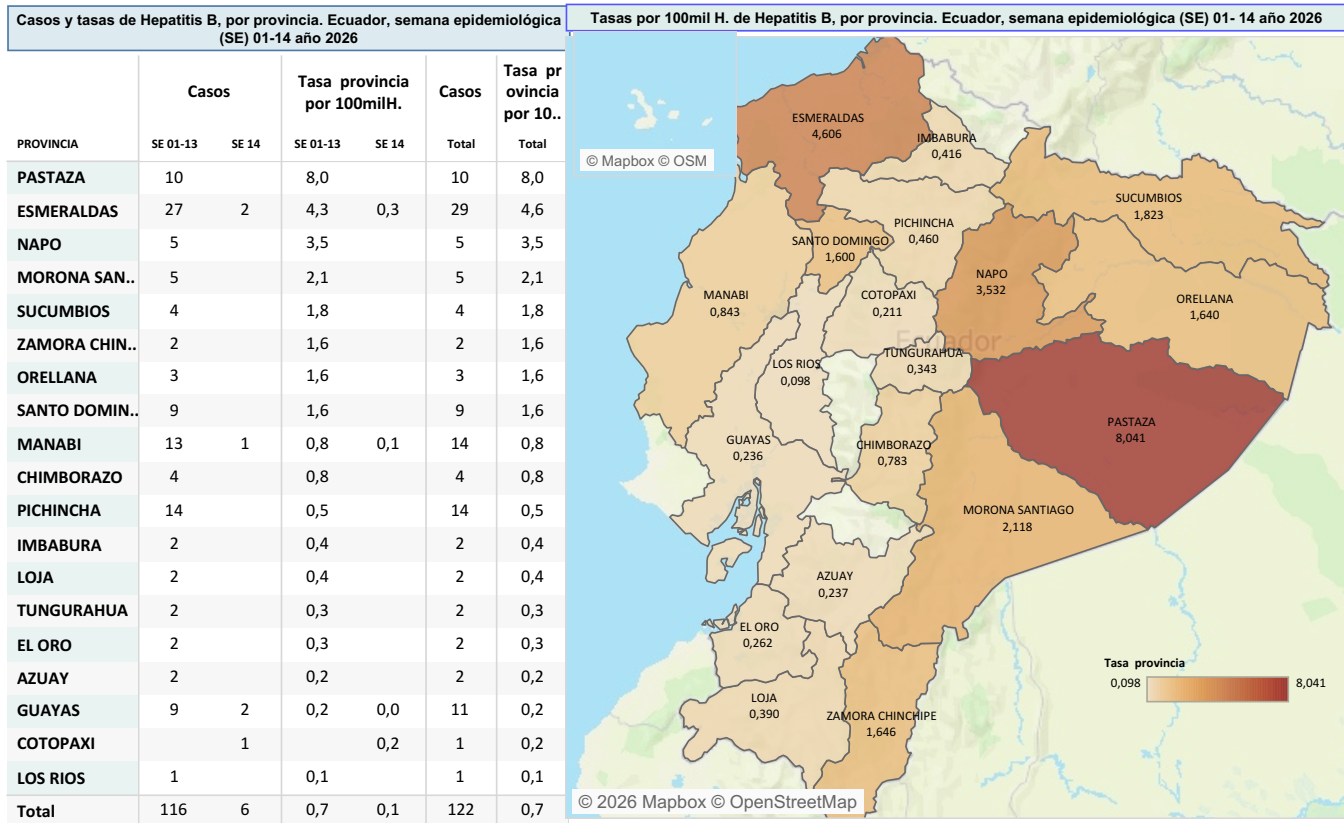 Casos y tasas de Hepatitis B, por provincia. Ecuador, semana epidemiológica
(SE) 01-14 año 2026
Casos Tasa provincia por 100milH. Casos Tasa pr ovincia por 10..
PROVINCIA SE 01-13 SE 14 SE 01-13 SE 14 Total Total
PASTAZA 10 8,0 10 8,0
ESMERALDAS 27 2 4,3 0,3 29 4,6
NAPO 5 3,5 5 3,5
MORONA SAN.. 5 2,1 5 2,1
SUCUMBIOS 4 1,8 4 1,8
ZAMORA CHIN.. 2 1,6 2 1,6
ORELLANA 3 1,6 3 1,6
SANTO DOMIN.. 9 1,6 9 1,6
MANABI 13 1 0,8 0,1 14 0,8
CHIMBORAZO 4 0,8 4 0,8
PICHINCHA 14 0,5 14 0,5
IMBABURA 2 0,4 2 0,4
LOJA 2 0,4 2 0,4
TUNGURAHUA 2 0,3 2 0,3
EL ORO 2 0,3 2 0,3
AZUAY 2 0,2 2 0,2
GUAYAS 9 2 0,2 0,0 11 0,2
COTOPAXI 1 0,2 1 0,2
LOS RIOS 1 0,1 1 0,1
Total 116 6 0,7 0,1 122 0,7
Tasas por 100mil H. de Hepatitis B, por provincia. Ecuador, semana epidemiológica (SE) 01- 14 año 2026
© Mapbox © OSM
ESMERALDAS
4,606
IMBABURA
0,416
SUCUMBIOS
1,823
PICHINCHA
0,460
SANTO DOMINGO
1,600
NAPO
3,532
MANABI
0,843
COTOPAXI
0,211
ORELLANA
1,640
Ecuador
TUNGURAHUA
0,343
LOS RIOS
0,098
PASTAZA
8,041
GUAYAS
0,236
CHIMBORAZO
0,783
MORONA SANTIAGO
2,118
AZUAY
0,237
EL ORO
0,262
LOJA
0,390
ZAMORA CHINCHIPE
1,646
Tasa provincia
0,098 8,041
© 2026 Mapbox © OpenStreetMap